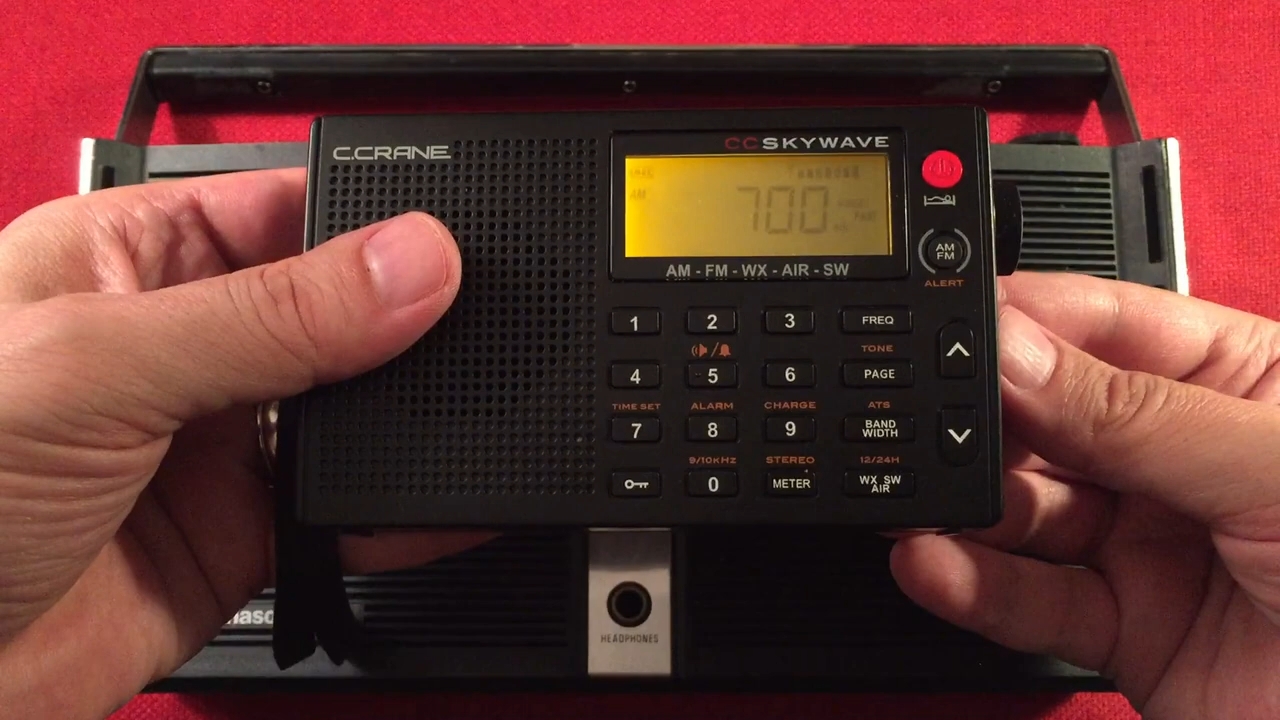 C.CRANE
CCSKYWAVE
700
AM - FM - WX - AIR - SW
AM
FM
ALERT
1 2 3 FREQ
TONE
4 5 6 PAGE
TIME SET ALARM CHARGE ATS
7 8 9 BAND
WIDTH
9/10KHz STEREO 12/24H
0 METER WX SW
AIR
HEADPHONES